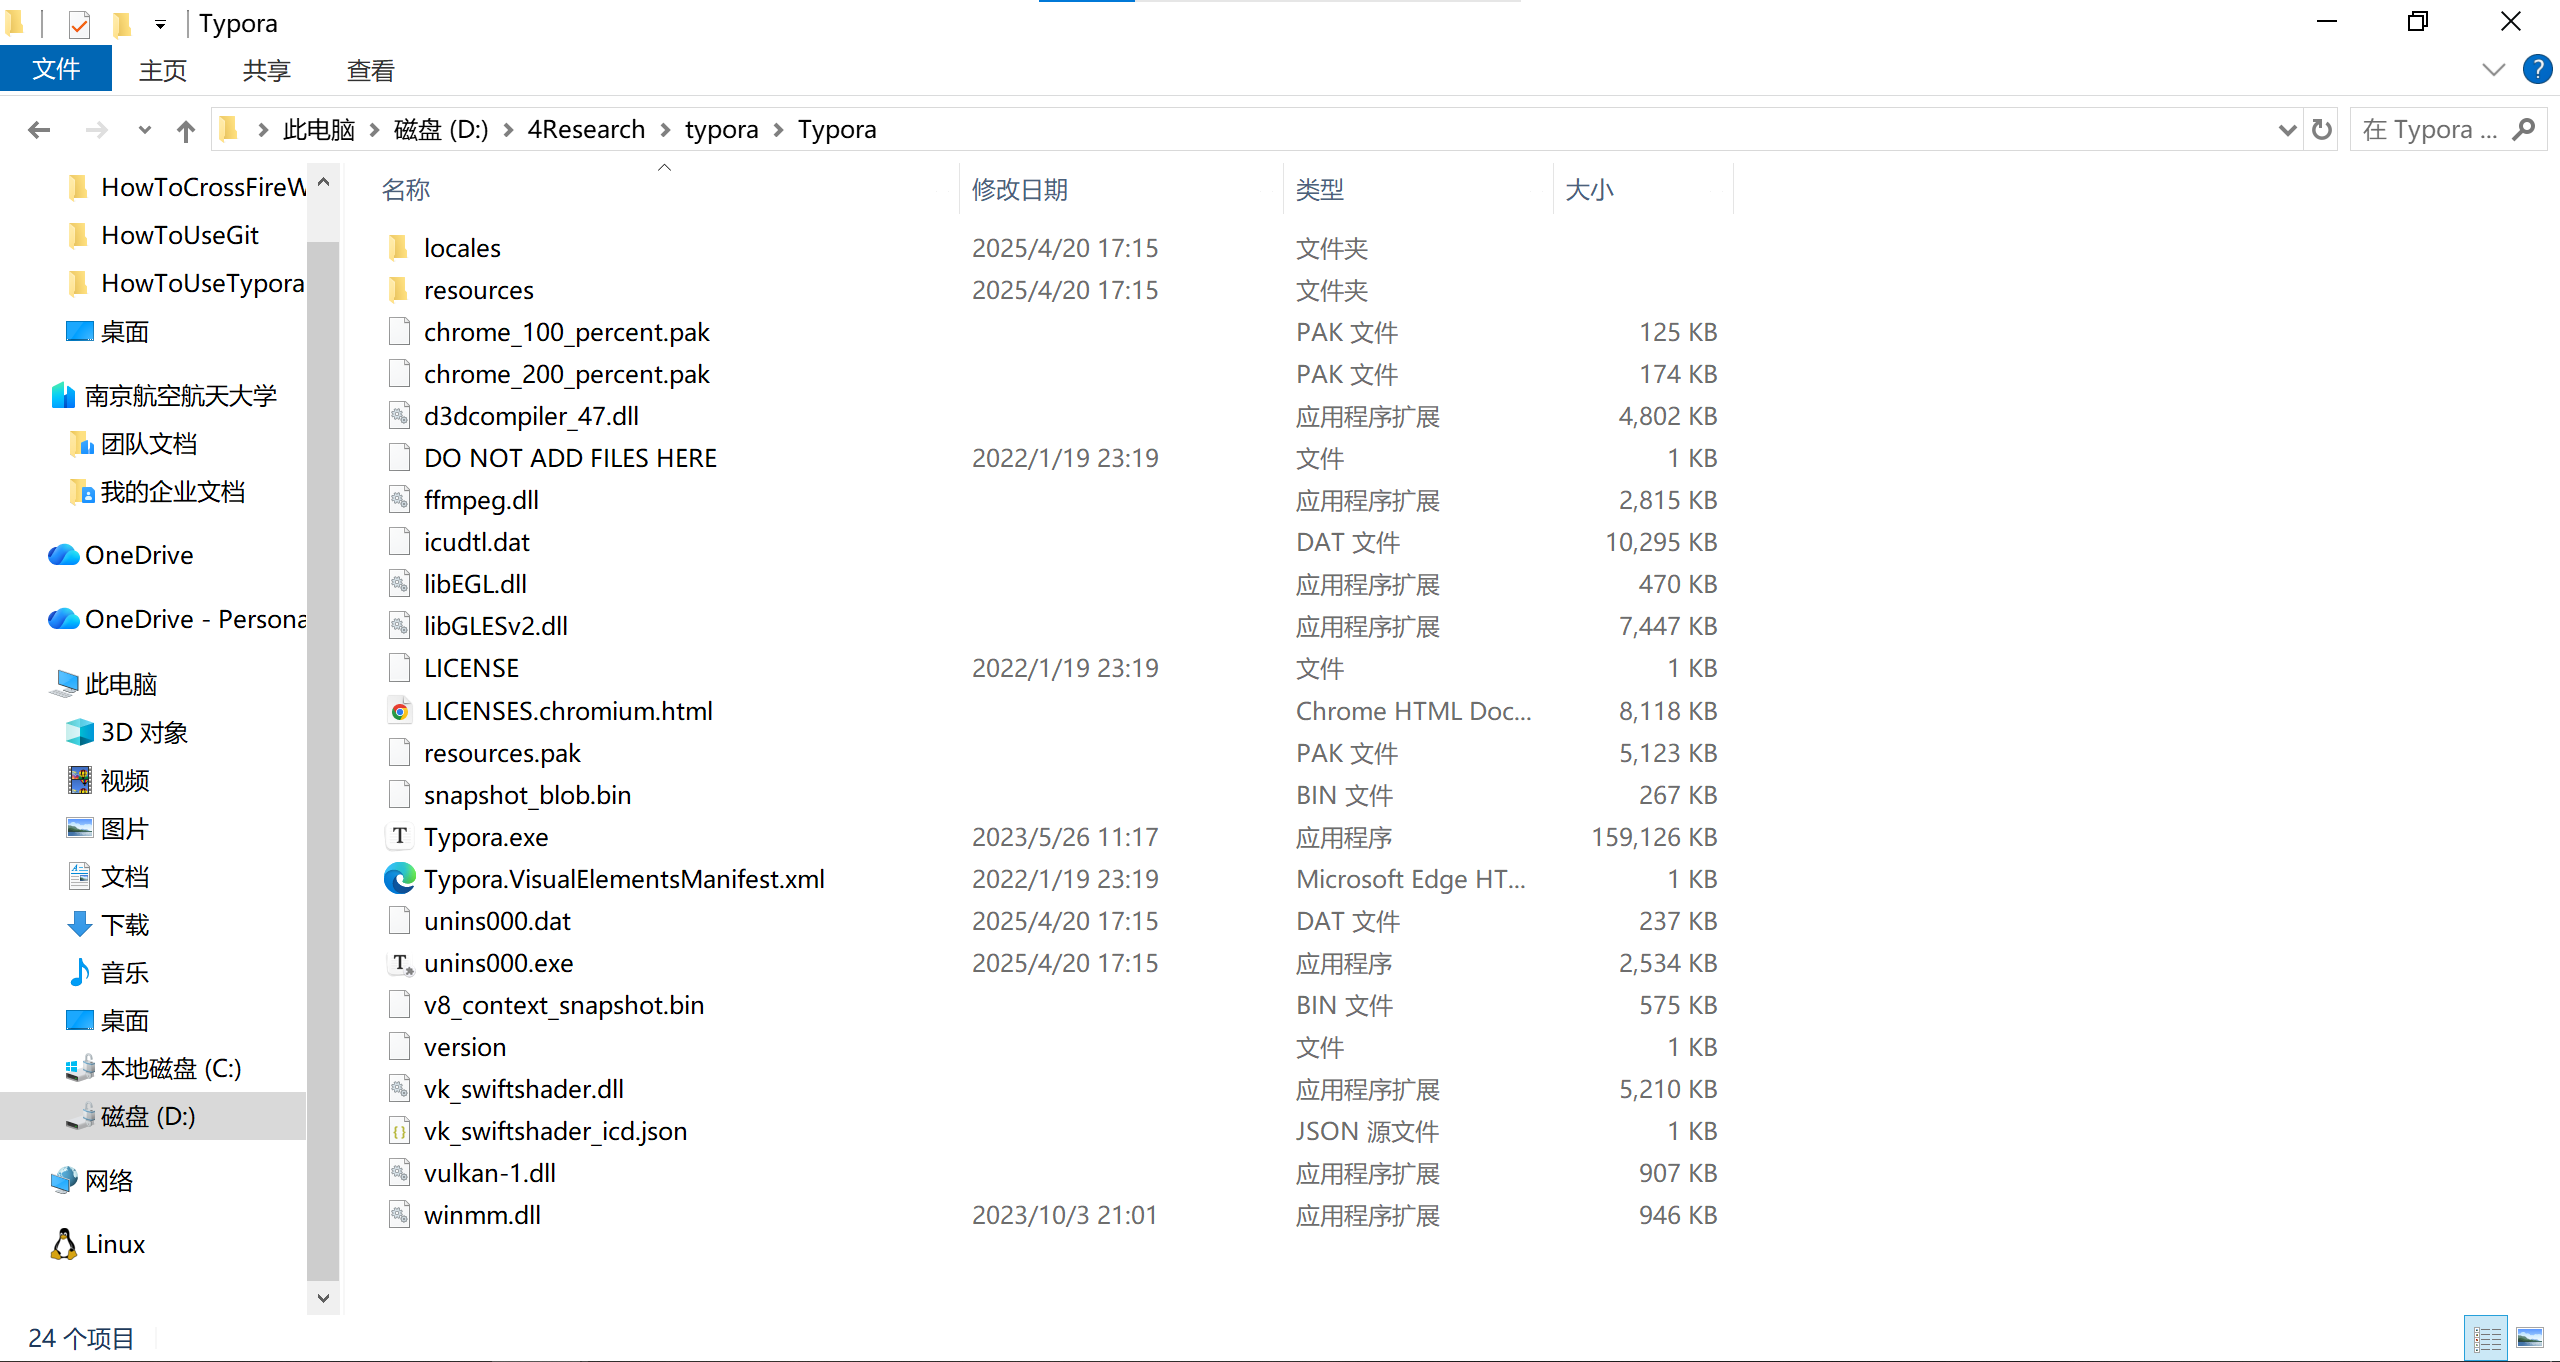 Typora
文件 主页 共享 查看
此电脑 磁盘 (D:) 4Research typora Typora 在 Typora ...
HowToCrossFireW
HowToUseGit
HowToUseTypora
桌面
南京航空航天大学
团队文档
我的企业文档
OneDrive
OneDrive - Persona
此电脑
3D 对象
视频
图片
文档
下载
音乐
桌面
本地磁盘 (C:)
磁盘 (D:)
网络
Linux
名称 修改日期 类型 大小
locales 2025/4/20 17:15 文件夹
resources 2025/4/20 17:15 文件夹
chrome_100_percent.pak PAK 文件 125 KB
chrome_200_percent.pak PAK 文件 174 KB
d3dcompiler_47.dll 应用程序扩展 4,802 KB
DO NOT ADD FILES HERE 2022/1/19 23:19 文件 1 KB
ffmpeg.dll 应用程序扩展 2,815 KB
icudtl.dat DAT 文件 10,295 KB
libEGL.dll 应用程序扩展 470 KB
libGLESv2.dll 应用程序扩展 7,447 KB
LICENSE 2022/1/19 23:19 文件 1 KB
LICENSES.chromium.html Chrome HTML Doc... 8,118 KB
resources.pak PAK 文件 5,123 KB
snapshot_blob.bin BIN 文件 267 KB
Typora.exe 2023/5/26 11:17 应用程序 159,126 KB
Typora.VisualElementsManifest.xml 2022/1/19 23:19 Microsoft Edge HT... 1 KB
unins000.dat 2025/4/20 17:15 DAT 文件 237 KB
unins000.exe 2025/4/20 17:15 应用程序 2,534 KB
v8_context_snapshot.bin BIN 文件 575 KB
version 文件 1 KB
vk_swiftshader.dll 应用程序扩展 5,210 KB
vk_swiftshader_icd.json JSON 源文件 1 KB
vulkan-1.dll 应用程序扩展 907 KB
winmm.dll 2023/10/3 21:01 应用程序扩展 946 KB
24 个项目